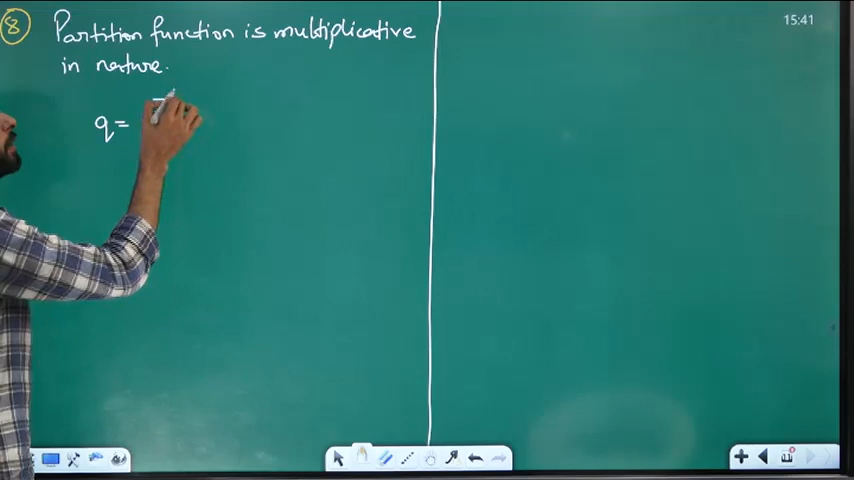 8 Partition function is multiplicative
in nature.
q =
15:41